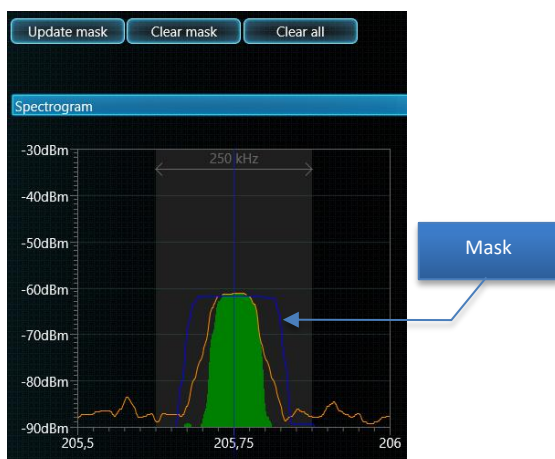 Update mask Clear mask Clear all
Spectrogram
-30dBm
250 kHz
-40dBm
-50dBm
Mask
-60dBm
-70dBm
-80dBm
-90dBm
205,5 205,75 206